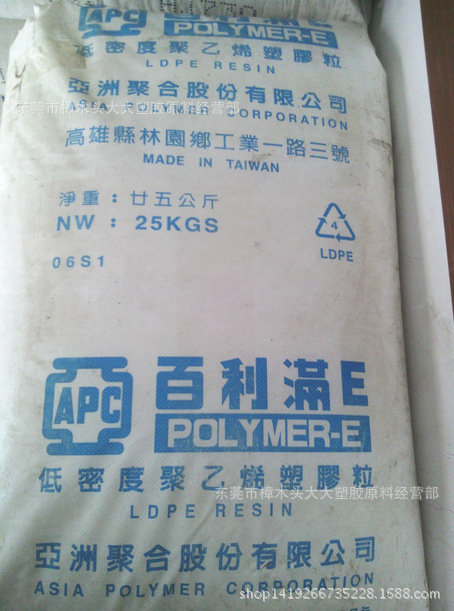 APC
POLYMER-E
低密度聚乙烯塑膠粒
LDPE RESIN
亞洲聚合股份有限公司
东莞市樟木头大大塑胶原料经营部
ASIA POLYMER CORPORATION
高雄縣林園鄉工業一路三號
MADE IN TAIWAN
淨重：廿五公斤
NW：25KGS
4
LDPE
06S1
APC
百利滿E
POLYMER-E
低密度聚乙烯塑膠粒
东莞市樟木头大大塑胶原料经营部
LDPE RESIN
亞洲聚合股份有限公司
ASIA POLYMER CORPORATION
shop1419266735228.1688.com